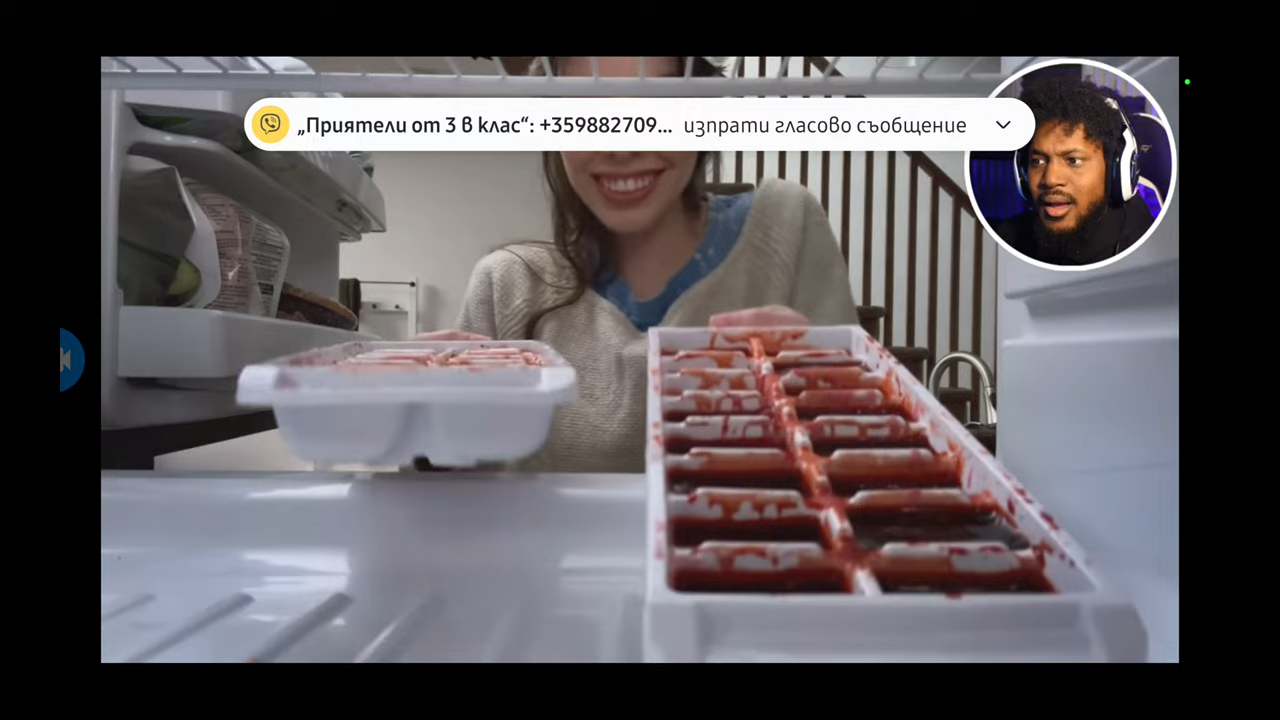 „Приятели от 3 в клас“: +359882709... изпрати гласово съобщение